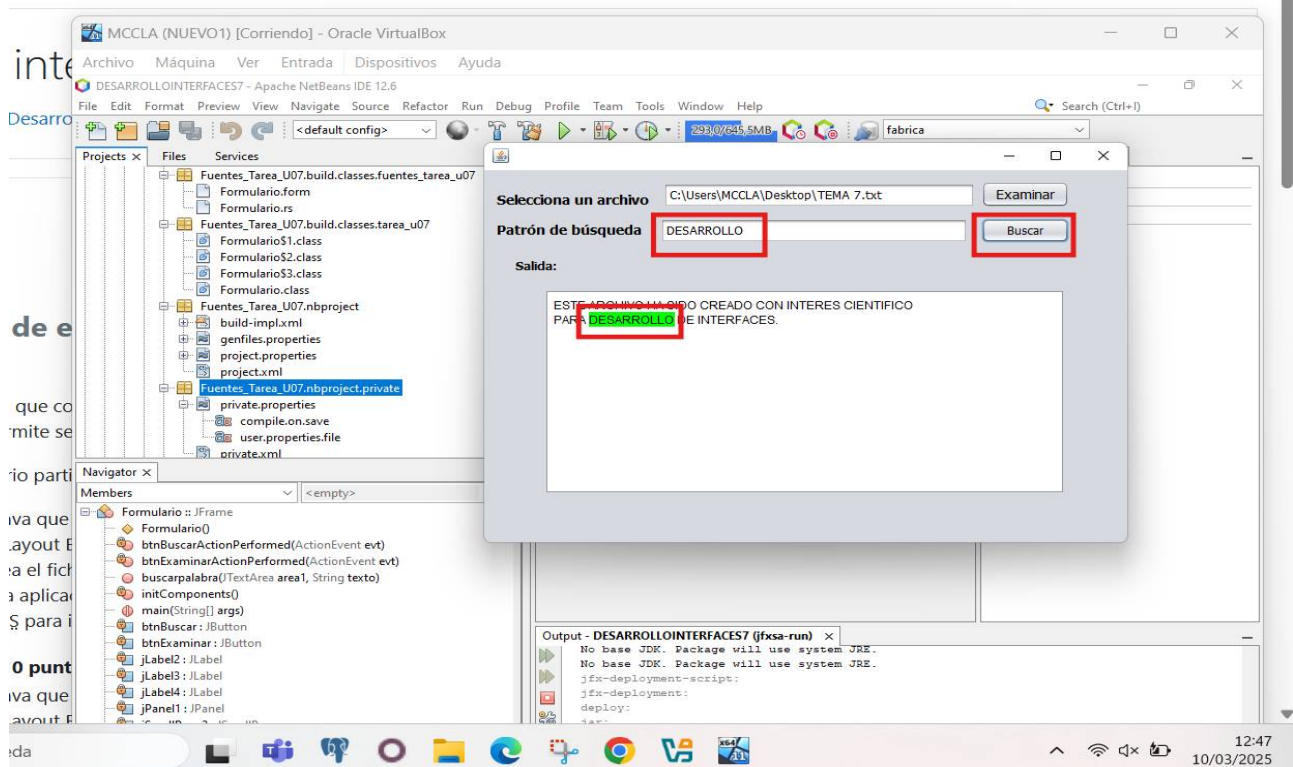 MCCLA (NUEVO1) [Corriendo] - Oracle VirtualBox
Archivo Máquina Ver Entrada Dispositivos Ayuda
DESARROLLOINTERFACES7 - Apache NetBeans IDE 12.6
File Edit Format Preview View Navigate Source Refactor Run Debug Profile Team Tools Window Help
Search (Ctrl+I)
<default config>
293,0/645,5MB
fabrica
Projects Files Services
Fuentes_Tarea_U07.build.classes.fuentes_tarea_u07
Formulario.form
Formulario.rs
Fuentes_Tarea_U07.build.classes.tarea_u07
Formulario$1.class
Formulario$2.class
Formulario$3.class
Formulario.class
Fuentes_Tarea_U07.nbproject
build-impl.xml
genfiles.properties
project.properties
project.xml
Fuentes_Tarea_U07.nbproject.private
private.properties
compile.on.save
user.properties.file
private.xml
Navigator
Members
<empty>
Formulario :: JFrame
Formulario()
btnBuscarActionPerformed(ActionEvent evt)
btnExaminarActionPerformed(ActionEvent evt)
buscarpalabra(JTextArea area1, String texto)
initComponents()
main(String[] args)
btnBuscar : JButton
btnExaminar : JButton
jLabel2 : JLabel
jLabel3 : JLabel
jLabel4 : JLabel
jPanel1 : JPanel
Selecciona un archivo C:\Users\MCCLA\Desktop\TEMA 7.txt Examinar
Patrón de búsqueda DESARROLLO Buscar
Salida:
ESTE ARCHIVO HA SIDO CREADO CON INTERES CIENTIFICO
PARA DESARROLLO DE INTERFACES.
Output - DESARROLLOINTERFACES7 (jfxsa-run)
No base JDK. Package will use system JRE.
No base JDK. Package will use system JRE.
jfx-deployment-script:
jfx-deployment:
deploy:
jar:
inte
Desarro
de e
que co
rmite se
rio parti
ava que
Layout E
ea el fich
a aplica
S para i
0 punt
ava que
eda
12:47
10/03/2025